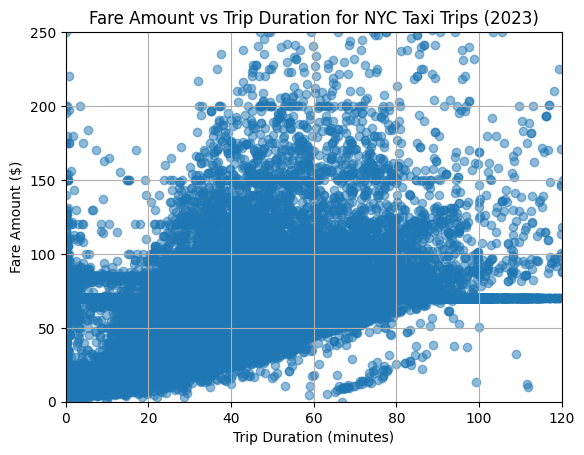 Fare Amount vs Trip Duration for NYC Taxi Trips (2023)
250
200
150
100
50
0
Fare Amount ($)
0 20 40 60 80 100 120
Trip Duration (minutes)